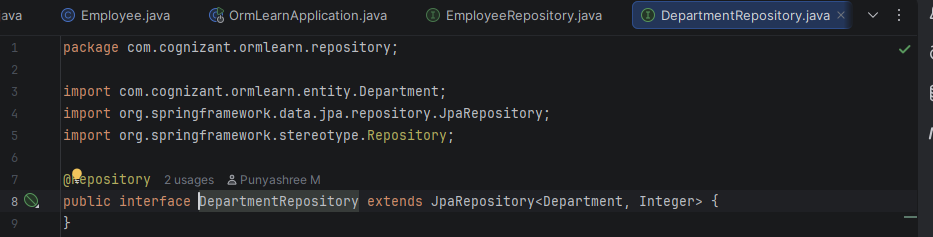 ava
Employee.java
OrmLearnApplication.java
EmployeeRepository.java
DepartmentRepository.java
1 package com.cognizant.ormlearn.repository;
2
3 import com.cognizant.ormlearn.entity.Department;
4 import org.springframework.data.jpa.repository.JpaRepository;
5 import org.springframework.stereotype.Repository;
6
7 @Repository 2 usages Punyashree M
8 public interface DepartmentRepository extends JpaRepository<Department, Integer> {
9 }